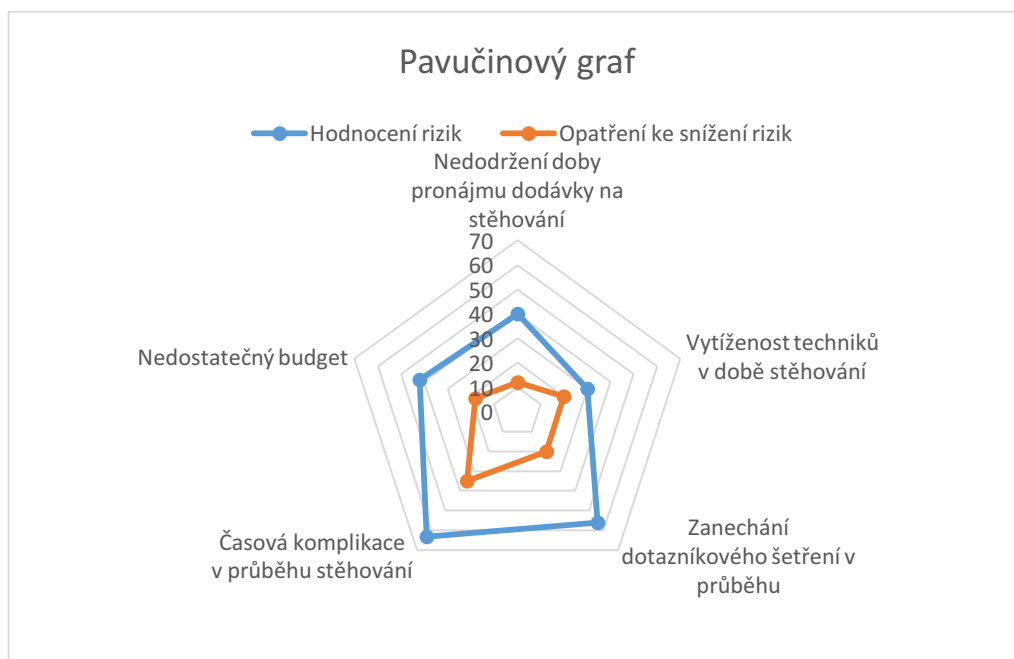 Pavučinový graf
Hodnocení rizik
Opatření ke snížení rizik
Nedodržení doby
pronájmu dodávky na
stěhování
70
60
50
40
30
20
10
0
Vytíženost techniků
v době stěhování
Zanechání
dotazníkového šetření v
průběhu
Časová komplikace
v průběhu stěhování
Nedostatečný budget